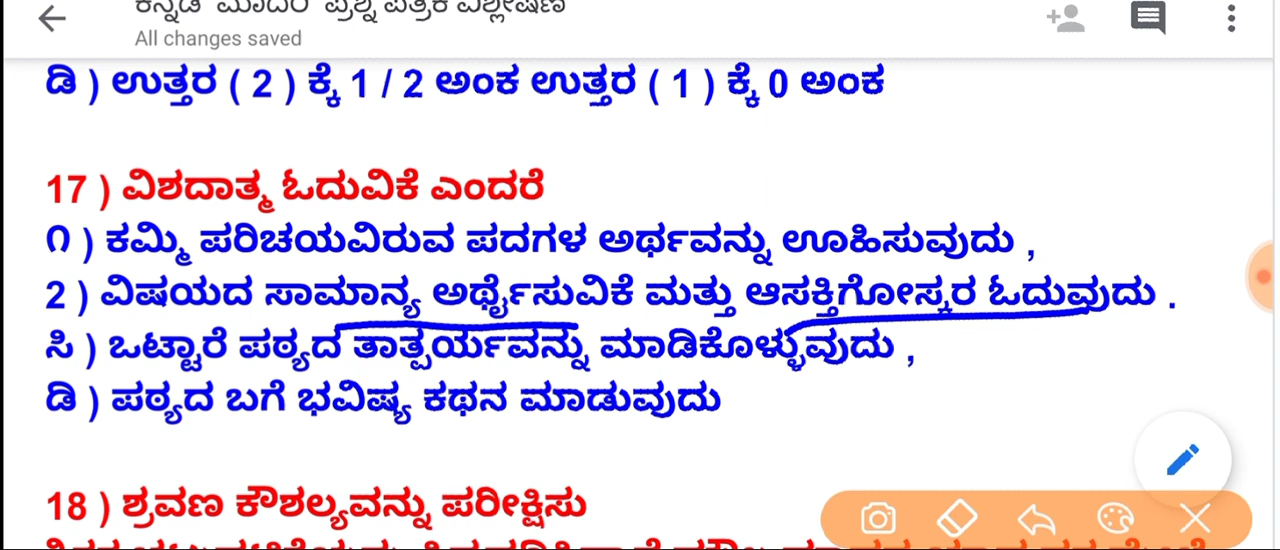 ಕನ್ನಡ ಮಾದರಿ ಪ್ರಶ್ನೆ ಪತ್ರಿಕೆ ವಿಶ್ಲೇಷಣೆ
All changes saved
ಡಿ ) ಉತ್ತರ ( 2 ) ಕ್ಕೆ 1 / 2 ಅಂಕ ಉತ್ತರ ( 1 ) ಕ್ಕೆ 0 ಅಂಕ
17 ) ವಿಶದಾತ್ಮ ಓದುವಿಕೆ ಎಂದರೆ
೧ ) ಕಮ್ಮಿ ಪರಿಚಯವಿರುವ ಪದಗಳ ಅರ್ಥವನ್ನು ಊಹಿಸುವುದು ,
2 ) ವಿಷಯದ ಸಾಮಾನ್ಯ ಅರ್ಥೈಸುವಿಕೆ ಮತ್ತು ಆಸಕ್ತಿಗೋಸ್ಕರ ಓದುವುದು .
ಸಿ ) ಒಟ್ಟಾರೆ ಪಠ್ಯದ ತಾತ್ಪರ್ಯವನ್ನು ಮಾಡಿಕೊಳ್ಳುವುದು ,
ಡಿ ) ಪಠ್ಯದ ಬಗೆ ಭವಿಷ್ಯ ಕಥನ ಮಾಡುವುದು
18 ) ಶ್ರವಣ ಕೌಶಲ್ಯವನ್ನು ಪರೀಕ್ಷಿಸು